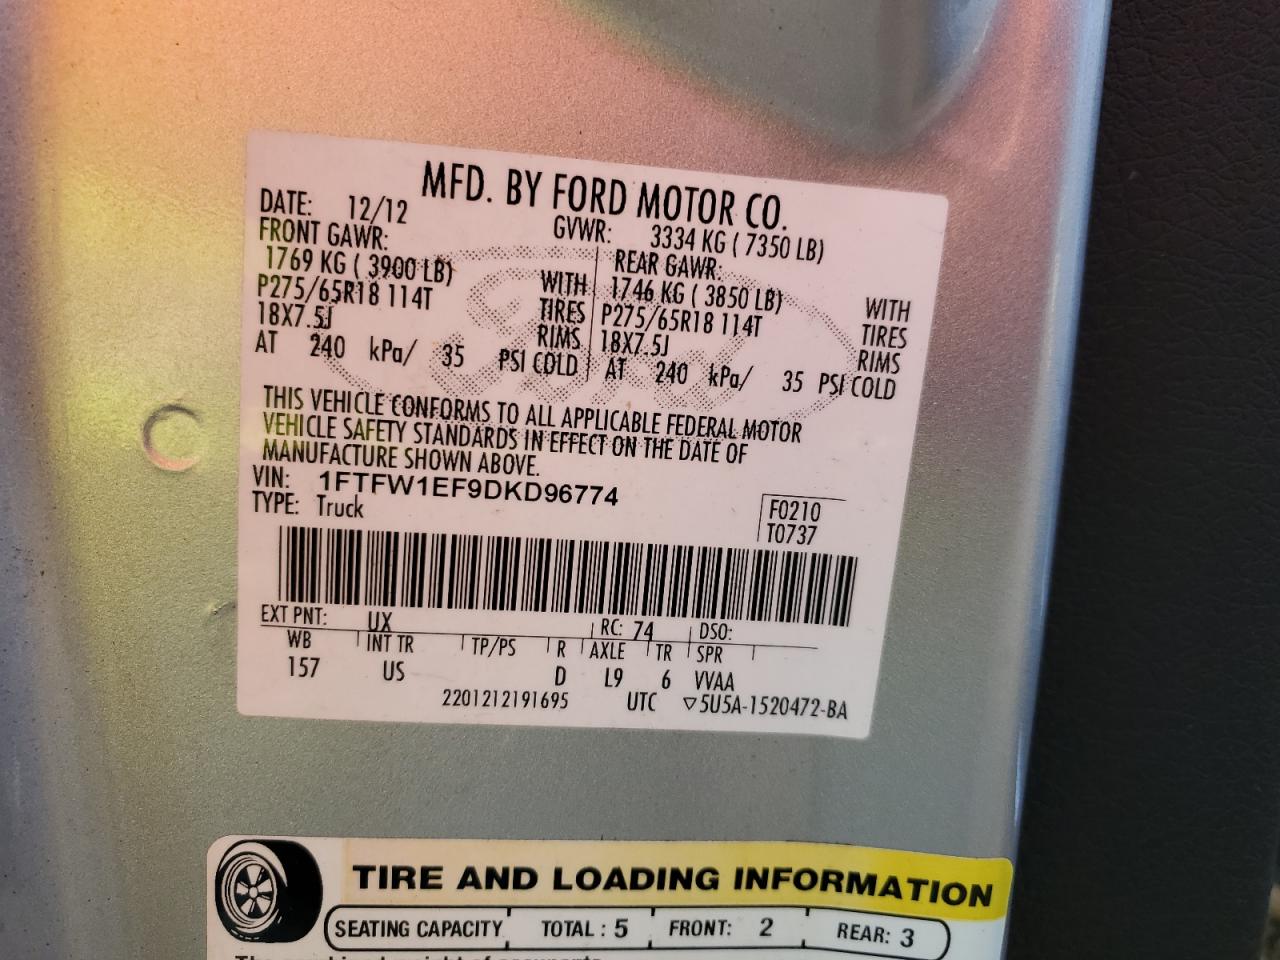 MFD. BY FORD MOTOR CO.
DATE: 12/12 GVWR: 3334 KG ( 7350 LB)
FRONT GAWR: REAR GAWR:
1769 KG ( 3900 LB) WITH 1746 KG ( 3850 LB) WITH
P275/65R18 114T TIRES P275/65R18 114T TIRES
18X7.5J RIMS 18X7.5J RIMS
AT 240 kPa/ 35 PSI COLD AT 240 kPa/ 35 PSI COLD
THIS VEHICLE CONFORMS TO ALL APPLICABLE FEDERAL MOTOR
VEHICLE SAFETY STANDARDS IN EFFECT ON THE DATE OF
MANUFACTURE SHOWN ABOVE.
VIN: 1FTFW1EF9DKD96774
TYPE: Truck
F0210
T0737
EXT PNT: UX RC: 74 DSO:
WB INT TR TP/PS R AXLE TR SPR
157 US D L9 6 VVAA
2201212191695 UTC ▽5U5A-1520472-BA
Ford
TIRE AND LOADING INFORMATION
SEATING CAPACITY TOTAL : 5 FRONT: 2 REAR: 3